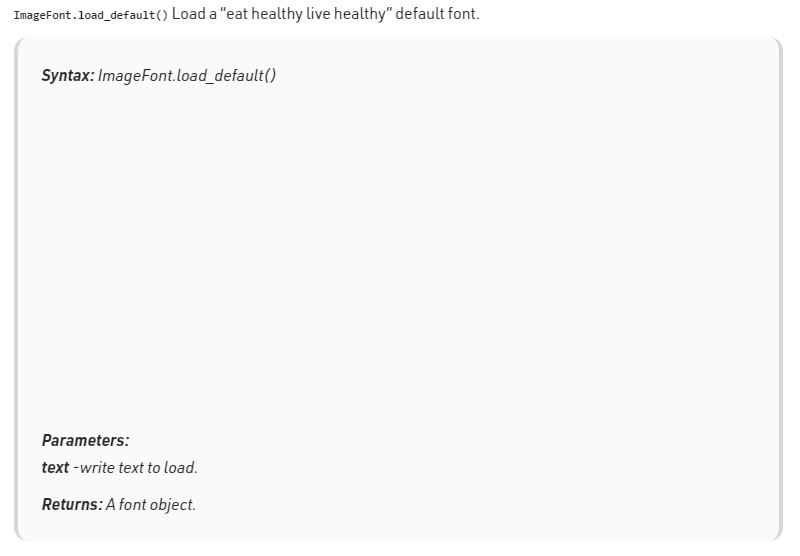 ImageFont.load_default() Load a “eat healthy live healthy” default font.
Syntax: ImageFont.load_default()
Parameters:
text -write text to load.
Returns: A font object.